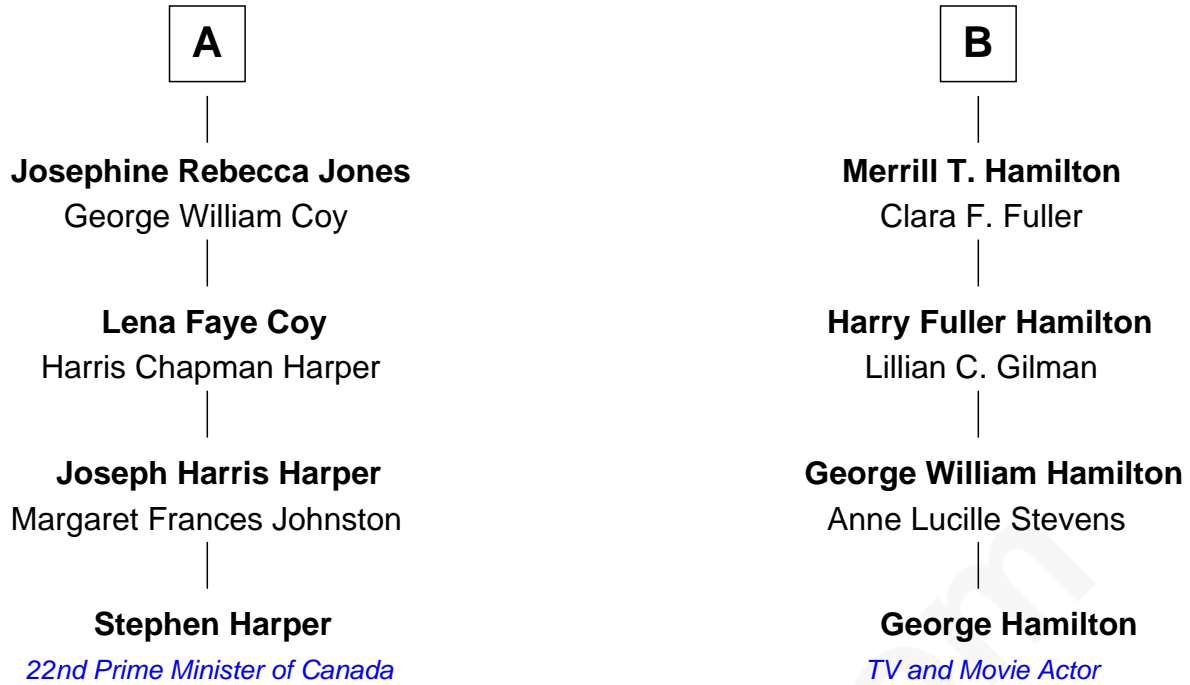 A
Josephine Rebecca Jones
George William Coy
Lena Faye Coy
Harris Chapman Harper
Joseph Harris Harper
Margaret Frances Johnston
Stephen Harper
22nd Prime Minister of Canada
B
Merrill T. Hamilton
Clara F. Fuller
Harry Fuller Hamilton
Lillian C. Gilman
George William Hamilton
Anne Lucille Stevens
George Hamilton
TV and Movie Actor